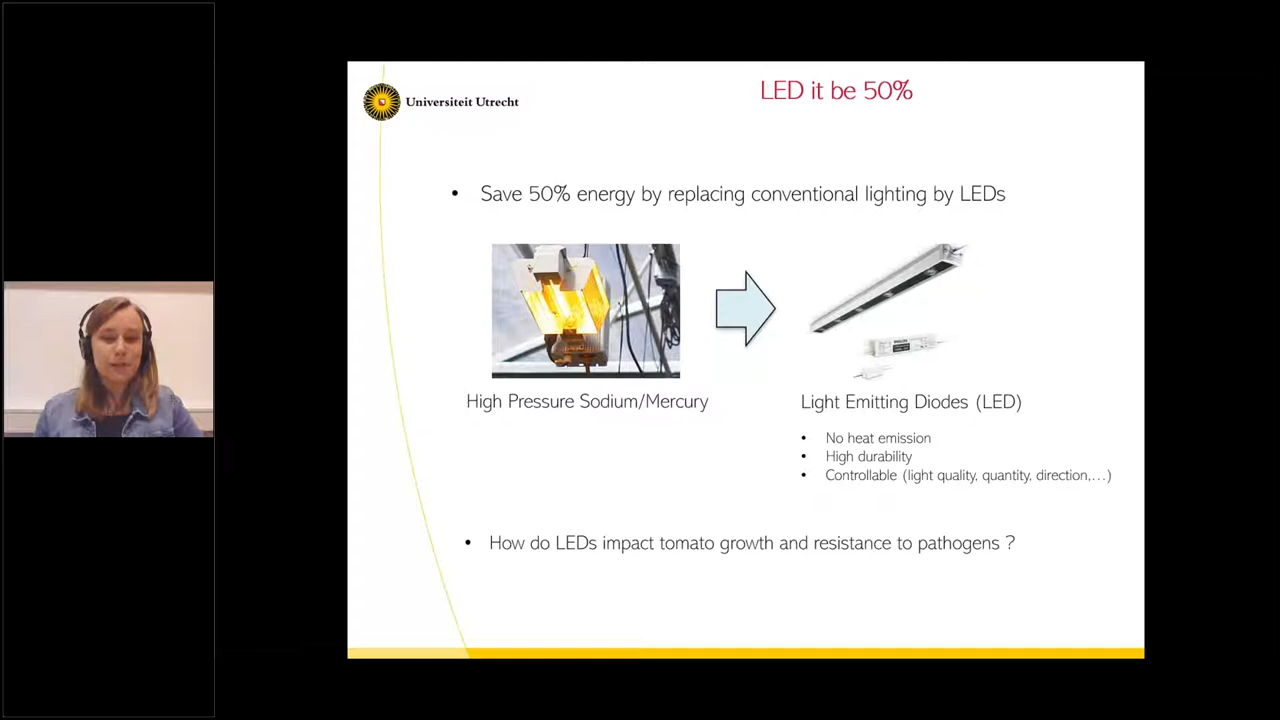 Universiteit Utrecht
LED it be 50%
• Save 50% energy by replacing conventional lighting by LEDs
High Pressure Sodium/Mercury
Light Emitting Diodes (LED)
• No heat emission
• High durability
• Controllable (light quality, quantity, direction,…)
• How do LEDs impact tomato growth and resistance to pathogens ?